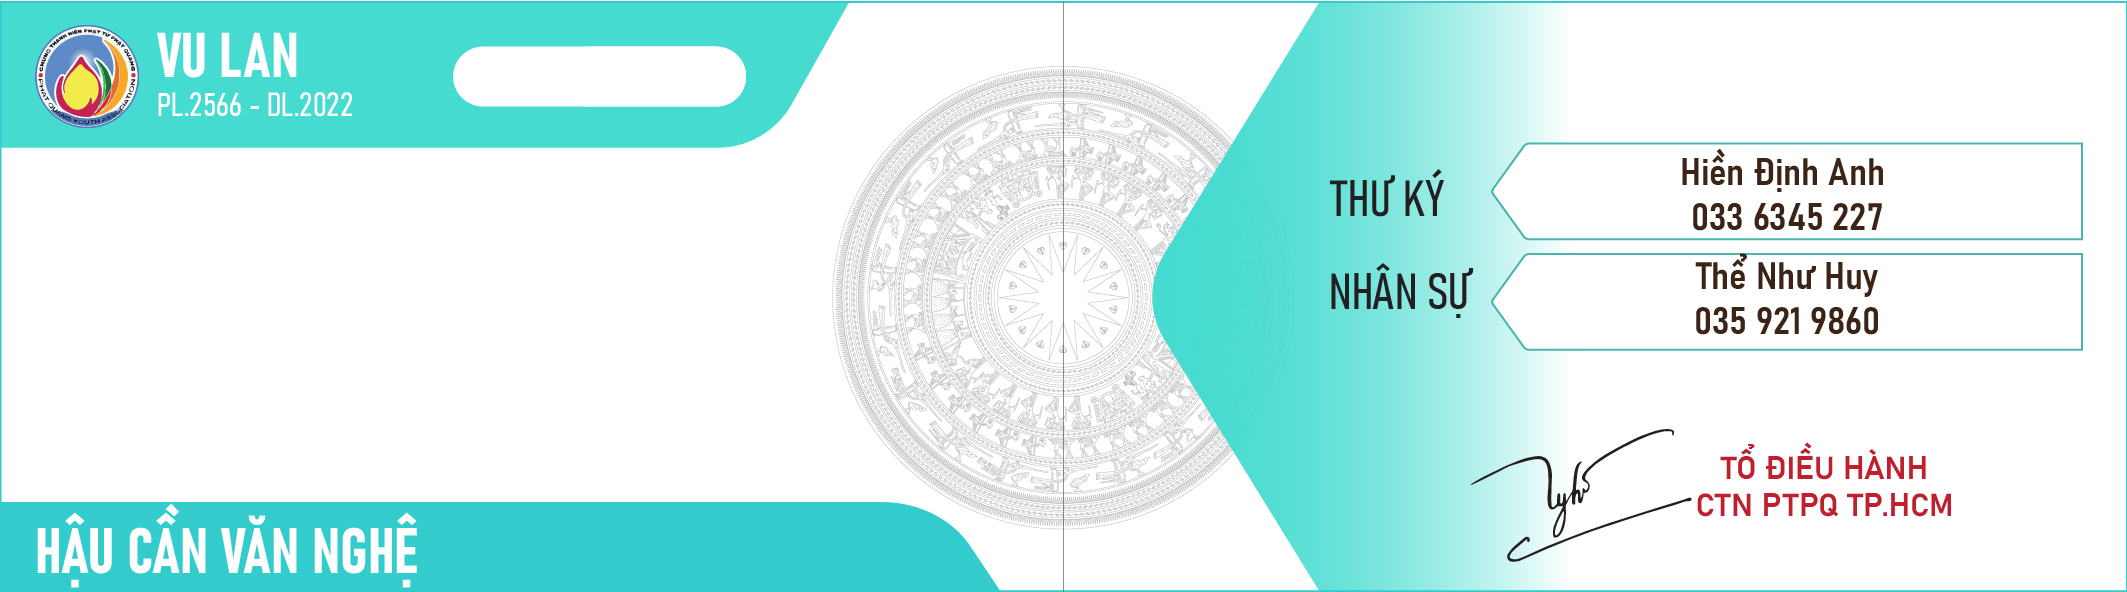 CHÚNG THANH NIÊN PHẬT TỬ PHẬT QUANG
PHAT QUANG YOUTH ASSOCIATION
VU LAN
PL.2566 - DL.2022
HẬU CẦN VĂN NGHỆ
THƯ KÝ
Hiền Định Anh
033 6345 227
NHÂN SỰ
Thể Như Huy
035 921 9860
TỔ ĐIỀU HÀNH
CTN PTPQ TP.HCM